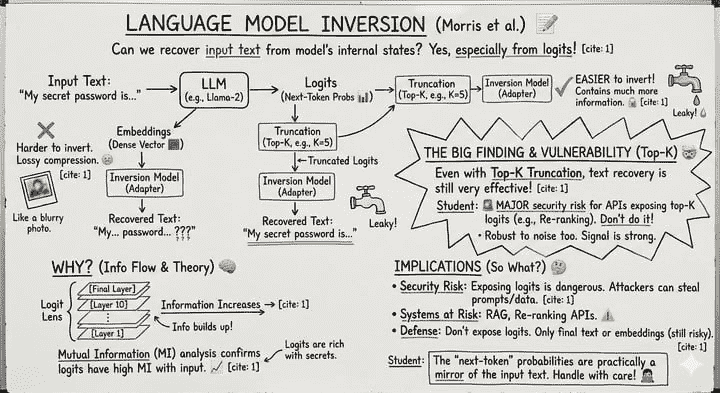 LANGUAGE MODEL INVERSION (Morris et al.)
Can we recover input text from model's internal states? Yes, especially from logits! [cite: 1]
Input Text:
"My secret password is..."
LLM
(e.g., Llama-2)
Logits
(Next-Token Probs)
Truncation
(Top-K, e.g., K=5)
Inversion Model
(Adapter)
EASIER to invert!
Contains much more
information. [cite: 1]
Leaky!
Harder to invert.
Lossy compression.
[cite: 1]
Like a blurry
photo.
Embeddings
(Dense Vector)
Inversion Model
(Adapter)
Recovered Text:
"My... password... ???"
Truncation
(Top-K, e.g., K=5)
Truncated Logits
Inversion Model
(Adapter)
Recovered Text:
"My secret password is..."
Leaky!
THE BIG FINDING & VULNERABILITY (Top-K)
Even with Top-K Truncation, text recovery is
still very effective! [cite: 1]
Student: MAJOR security risk for APIs exposing top-K
logits (e.g., Re-ranking). Don't do it!
• Robust to noise too. Signal is strong.
WHY? (Info Flow & Theory)
Logit
Lens
[Final Layer]
[Layer 10]
⋮
[Layer 1]
Information Increases → [cite: 1]
Info builds up!
Mutual Information (MI) analysis confirms
logits have high MI with input. [cite: 1]
Logits are rich
with secrets.
IMPLICATIONS (So What?)
• Security Risk: Exposing logits is dangerous. Attackers can steal
prompts/data. [cite: 1]
• Systems at Risk: RAG, Re-ranking APIs.
• Defense: Don't expose logits. Only final text or embeddings (still risky).
[cite: 1]
Student: The "next-token" probabilities are practically a
mirror of the input text. Handle with care!